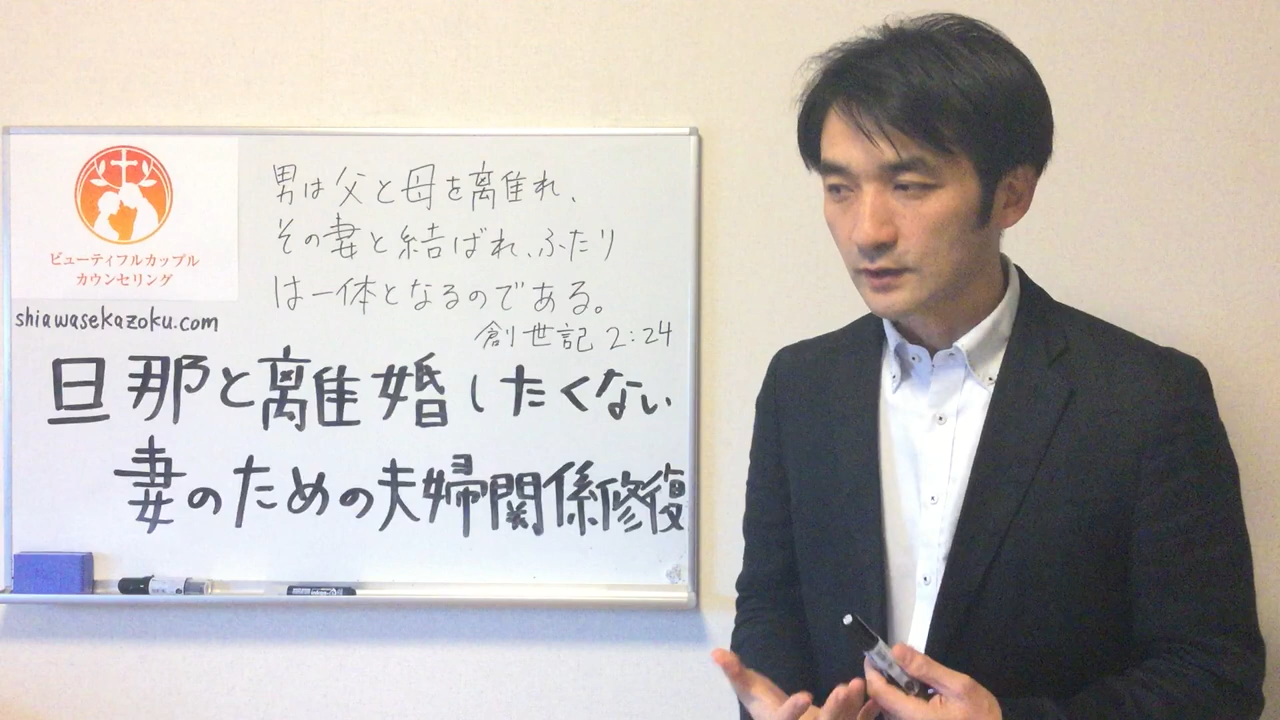 ビューティフルカップル
カウンセリング
shiawasekazoku.com
男は父と母を離れ、
その妻と結ばれ、ふたり
は一体となるのである。
創世記 2:24
旦那と離婚したくない
妻のための夫婦関係修復